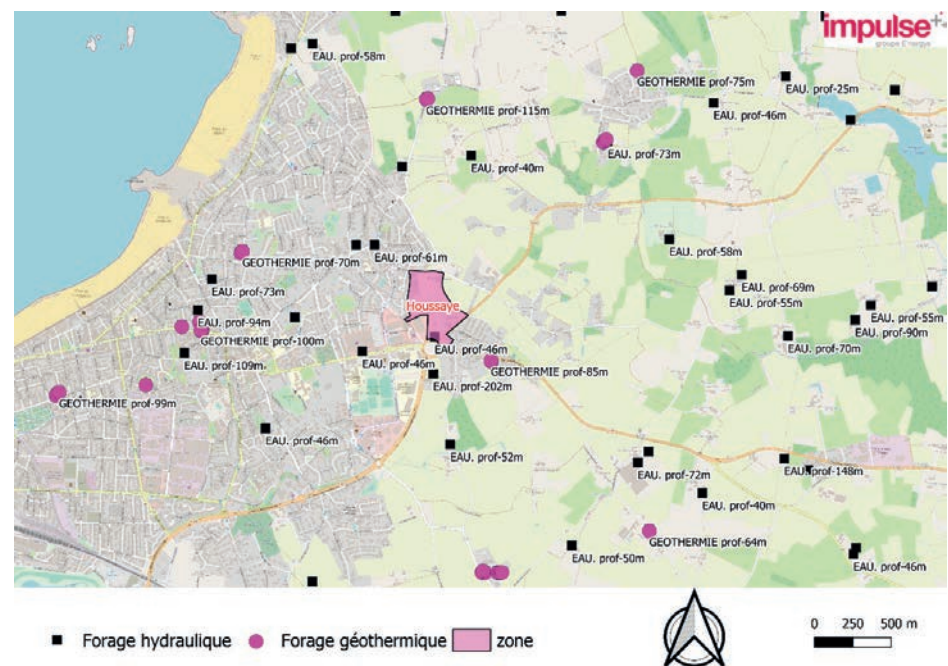 impulse
groupe E'nergys
EAU. prof-58m
GEOTHERMIE prof-75m
EAU. prof-25m
GEOTHERMIE prof-115m
EAU. prof-46m
EAU. prof-73m
EAU. prof-40m
EAU. prof-58m
EAU. prof-61m
GEOTHERMIE prof-70m
EAU. prof-69m
EAU. prof-73m
EAU. prof-55m
Houssaye
EAU. prof-55m
EAU. prof-94m
EAU. prof-90m
GEOTHERMIE prof-100m
EAU. prof-46m
EAU. prof-70m
EAU. prof-109m
EAU. prof-46m
GEOTHERMIE prof-85m
EAU. prof-202m
GEOTHERMIE prof-99m
EAU. prof-46m
EAU. prof-52m
EAU. prof-72m
EAU. prof-148m
EAU. prof-40m
GEOTHERMIE prof-64m
EAU. prof-50m
EAU. prof-46m
Forage hydraulique
Forage géothermique
zone
0 250 500 m